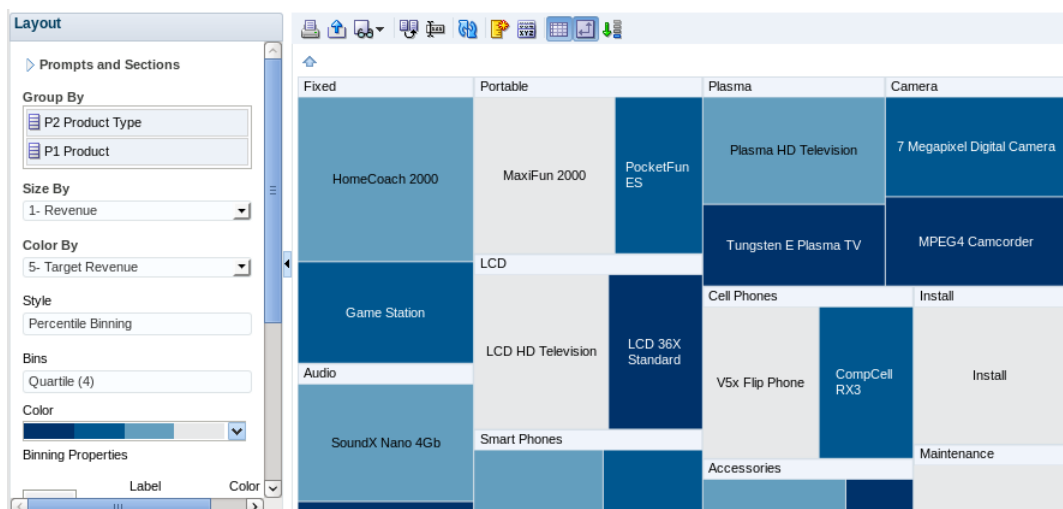 Layout
Prompts and Sections
Group By
P2 Product Type
P1 Product
Size By
1- Revenue
Color By
5- Target Revenue
Style
Percentile Binning
Bins
Quartile (4)
Color
Binning Properties
Label Color
Fixed
HomeCoach 2000
Game Station
Audio
SoundX Nano 4Gb
Portable
MaxiFun 2000
PocketFun
ES
LCD
LCD HD Television
LCD 36X
Standard
Smart Phones
Plasma
Plasma HD Television
Tungsten E Plasma TV
Camera
7 Megapixel Digital Camera
MPEG4 Camcorder
Cell Phones
V5x Flip Phone
CompCell
RX3
Install
Install
Accessories
Maintenance